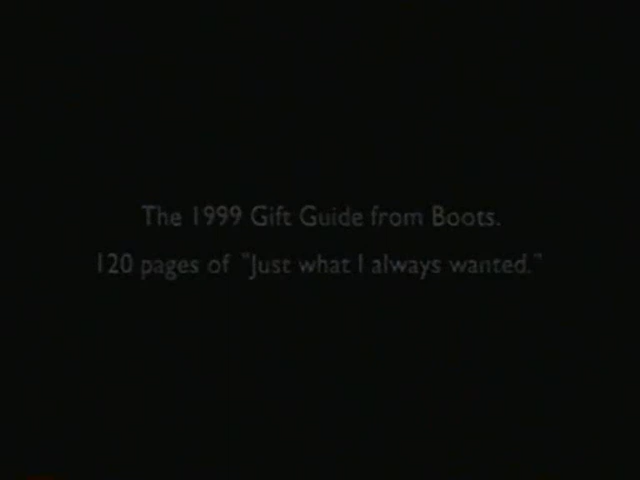 The 1999 Gift Guide from Boots.
120 pages of "Just what I always wanted."